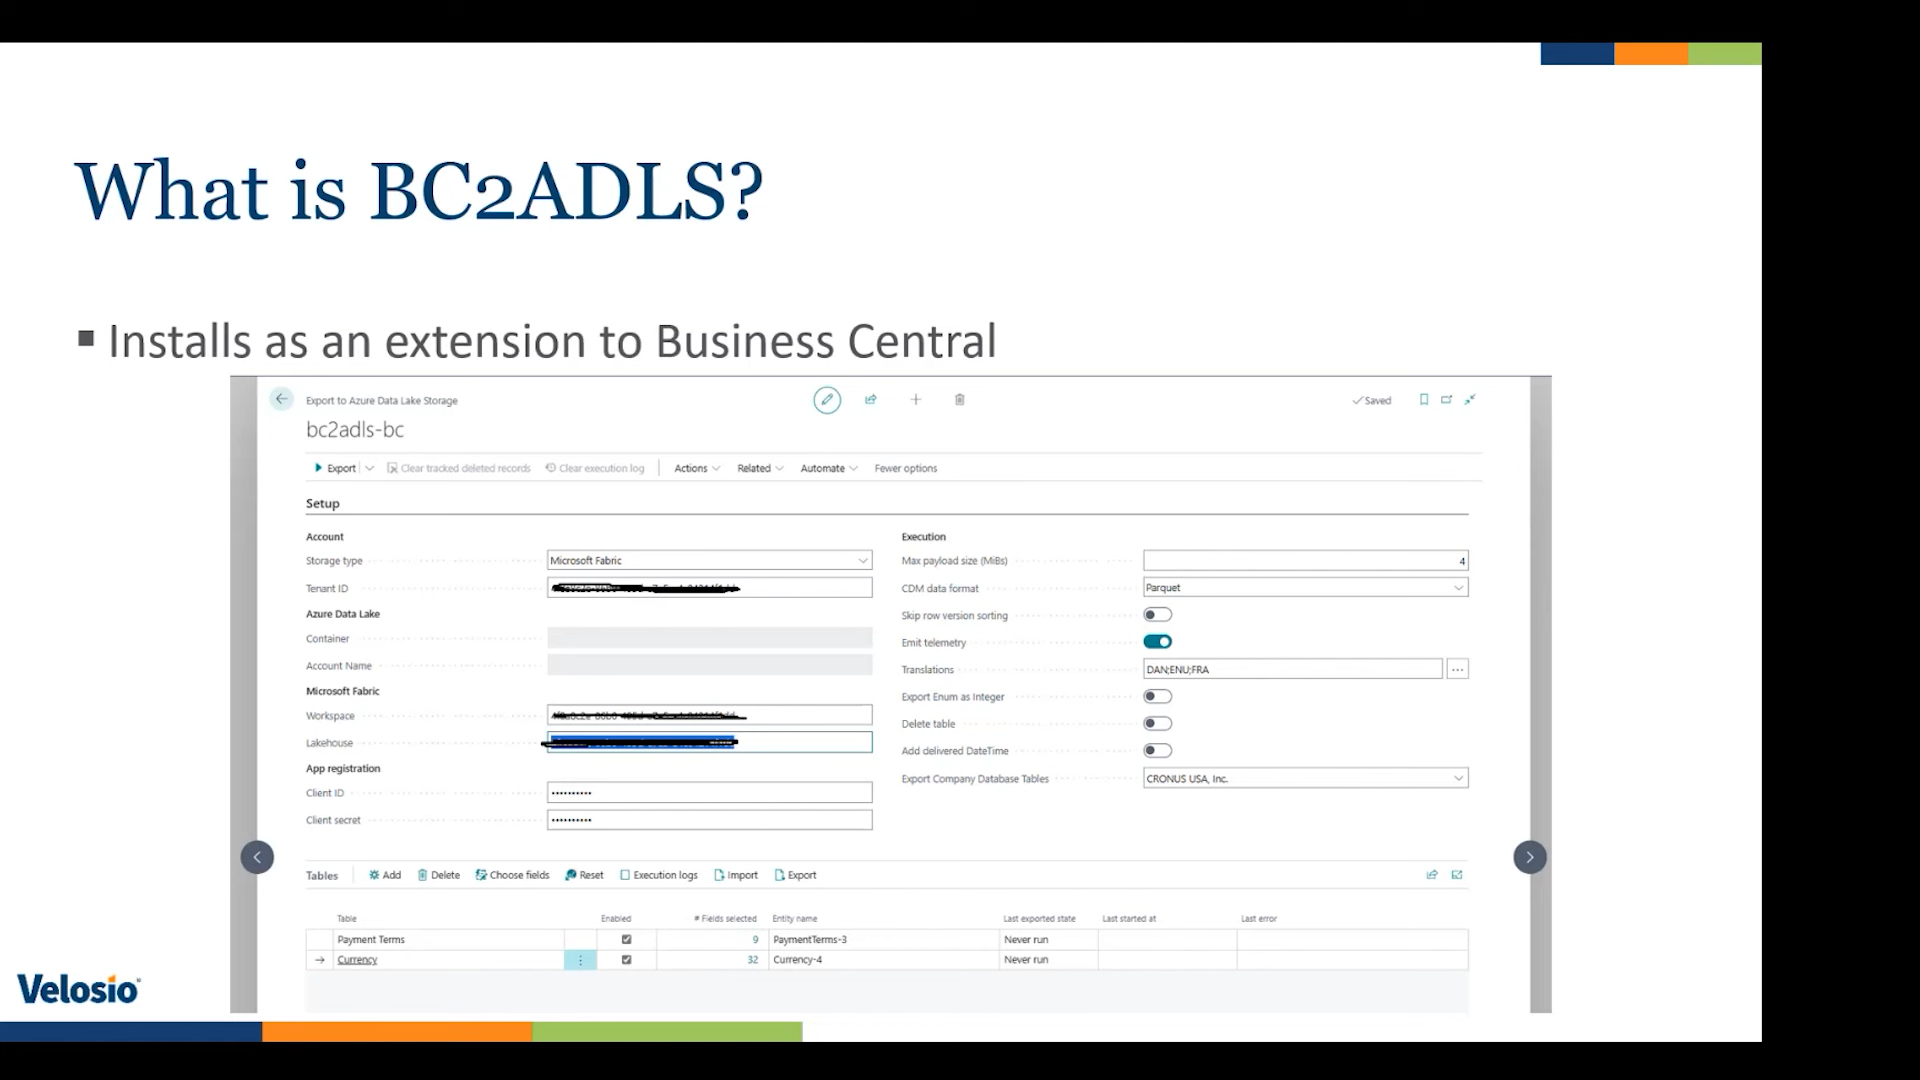 What is BC2ADLS?
▪ Installs as an extension to Business Central
Export to Azure Data Lake Storage
Saved
bc2adls-bc
Export
Clear tracked deleted records
Clear execution log
Actions
Related
Automate
Fewer options
Setup
Account
Storage type
Microsoft Fabric
Tenant ID
Azure Data Lake
Container
Account Name
Microsoft Fabric
Workspace
Lakehouse
App registration
Client ID
••••••••••
Client secret
••••••••••
Execution
Max payload size (MiBs)
4
CDM data format
Parquet
Skip row version sorting
Emit telemetry
Translations
DAN;ENU;FRA
Export Enum as Integer
Delete table
Add delivered DateTime
Export Company Database Tables
CRONUS USA, Inc.
Tables
Add
Delete
Choose fields
Reset
Execution logs
Import
Export
Table Enabled # Fields selected Entity name Last exported state Last started at Last error
Payment Terms 9 PaymentTerms-3 Never run
Currency 32 Currency-4 Never run
Velosio